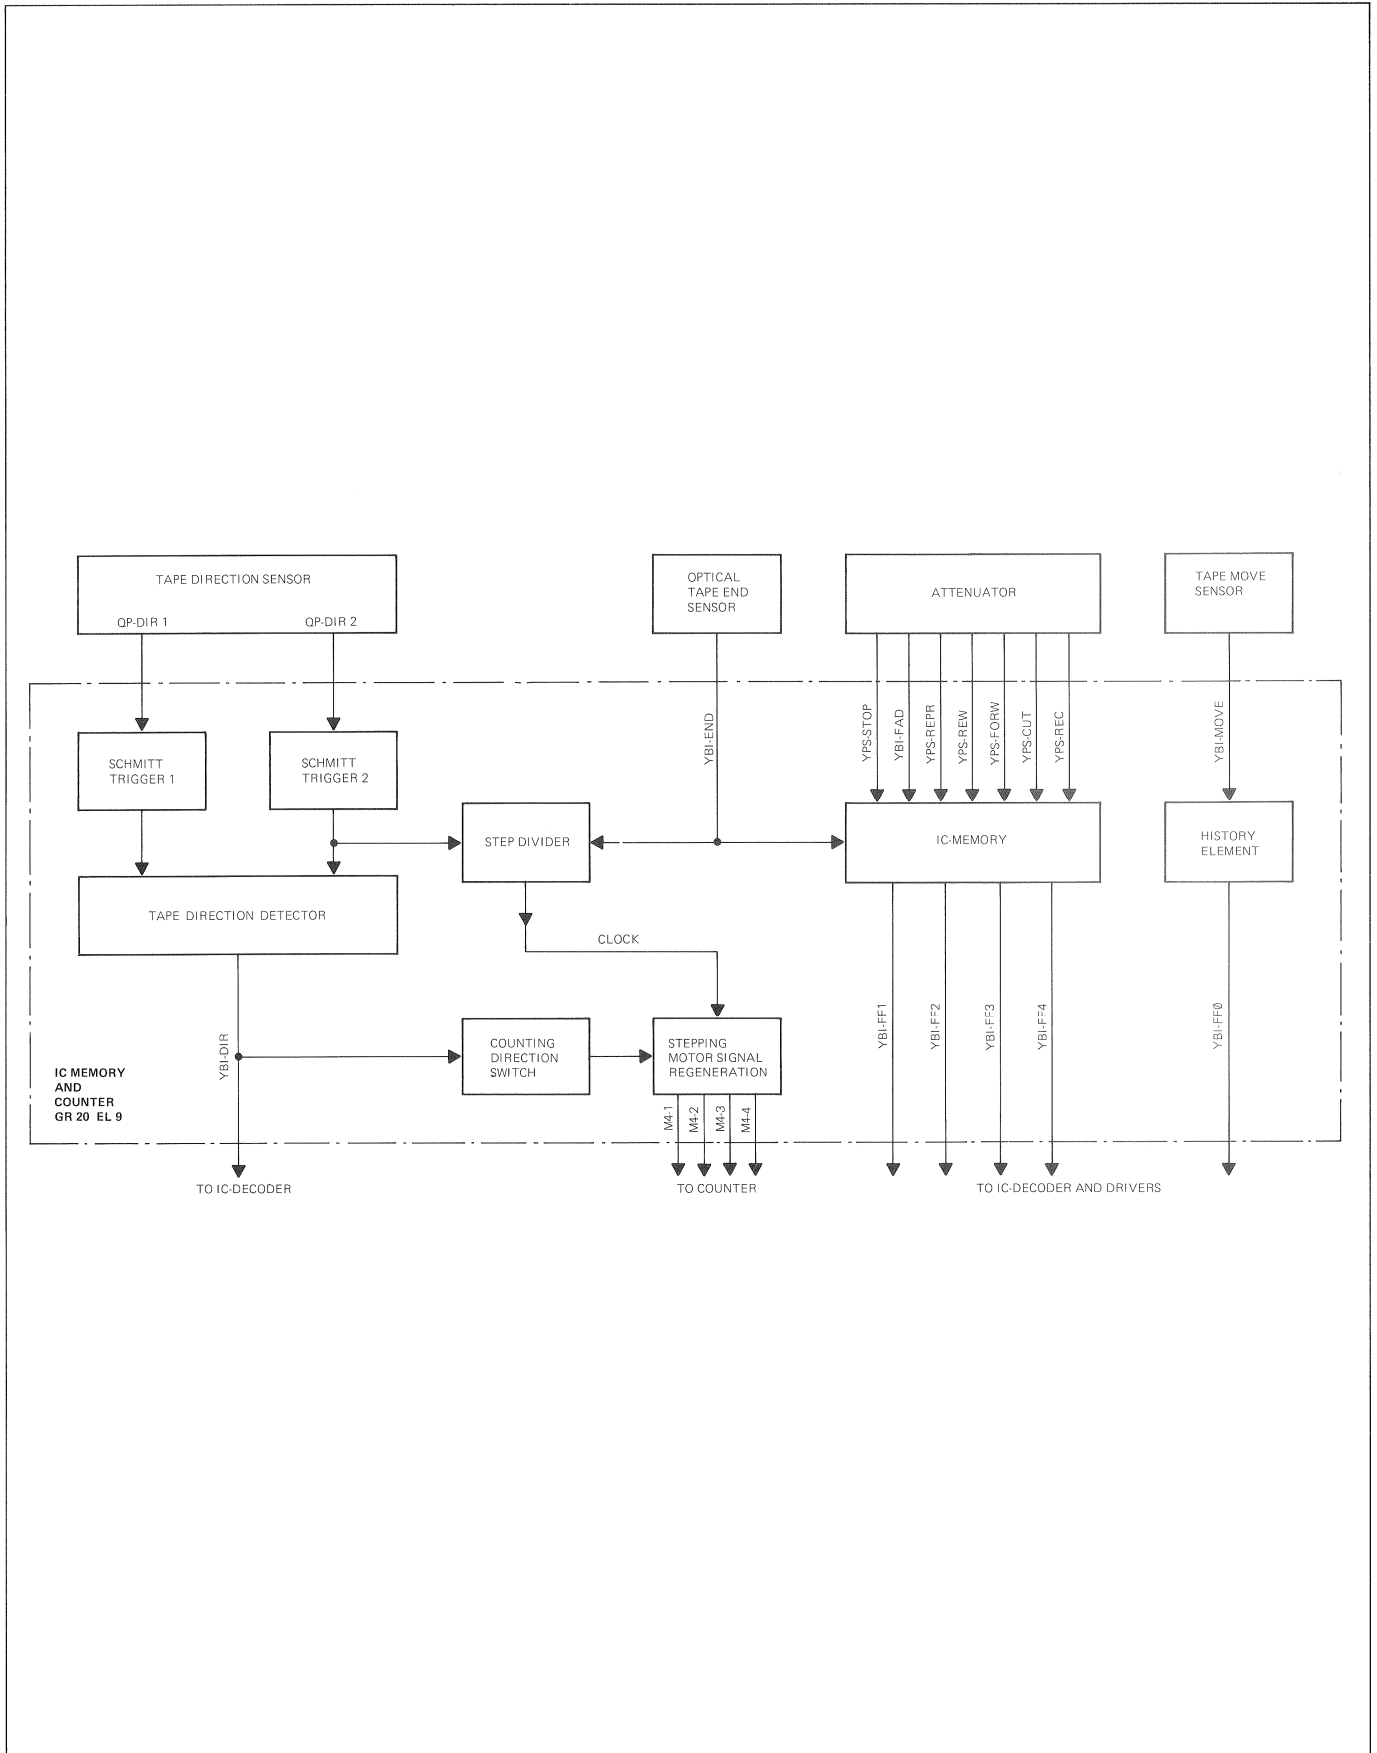 TAPE DIRECTION SENSOR
QP-DIR 1
QP-DIR 2
OPTICAL
TAPE END
SENSOR
ATTENUATOR
TAPE MOVE
SENSOR
YBI-END
YPS-STOP
YBI-FAD
YPS-REPR
YPS-REW
YPS-FORW
YPS-CUT
YPS-REC
YBI-MOVE
SCHMITT
TRIGGER 1
SCHMITT
TRIGGER 2
STEP DIVIDER
IC-MEMORY
HISTORY
ELEMENT
TAPE DIRECTION DETECTOR
CLOCK
YBI-DIR
COUNTING
DIRECTION
SWITCH
STEPPING
MOTOR SIGNAL
REGENERATION
YBI-FF1
YBI-FF2
YBI-FF3
YBI-FF4
YBI-FF0
IC MEMORY
AND
COUNTER
GR 20 EL 9
M4-1
M4-2
M4-3
M4-4
TO IC-DECODER
TO COUNTER
TO IC-DECODER AND DRIVERS